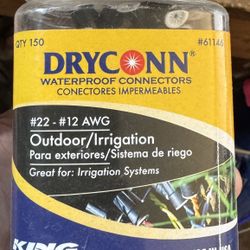 QTY 150
#61146
DRYCONN
WATERPROOF CONNECTORS
CONECTORES IMPERMEABLES
#22 - #12 AWG
Outdoor/Irrigation
Para exteriores/Sistema de riego
Great for: Irrigation Systems
KING